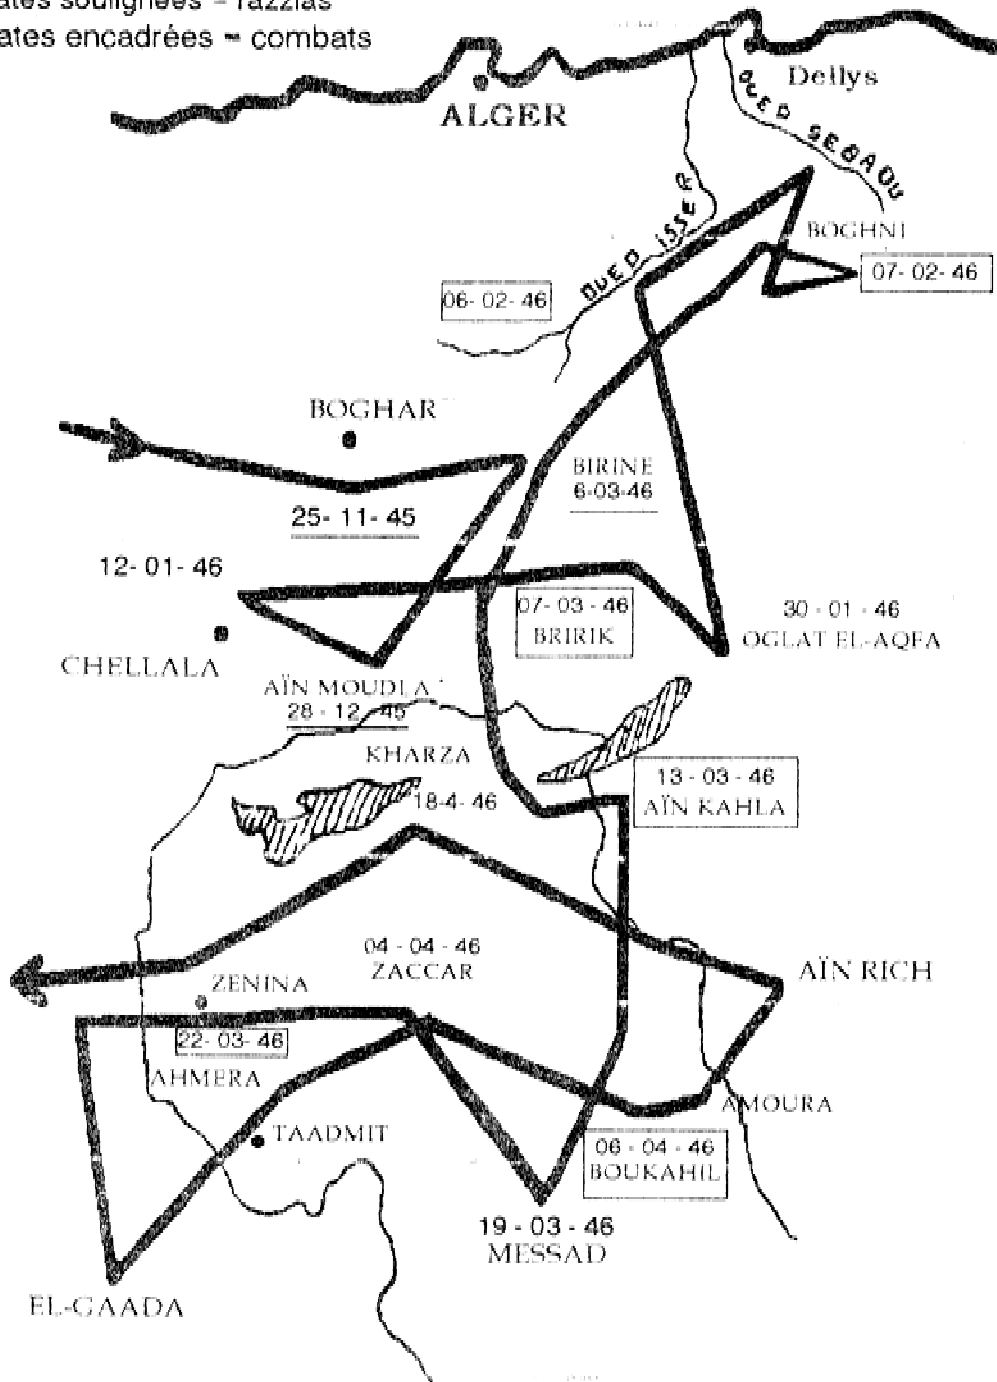 ates soulignées = razzias
ates encadrées = combats
Dellys
ALGER
OUED SEBAOU
OUED ISSER
BOGHNI
07-02-46
06-02-46
BOGHAR
BIRINE
6-03-46
25-11-45
12-01-46
07-03-46
BRIRIK
30-01-46
OGLAT EL-AQFA
CHELLALA
AÏN MOUDLA
28-12-45
KHARZA
18-4-46
13-03-46
AÏN KAHLA
04-04-46
ZACCAR
AÏN RICH
ZENINA
22-03-46
AHMERA
AMOURA
TAADMIT
06-04-46
BOUKAHIL
19-03-46
MESSAD
EL-GAADA